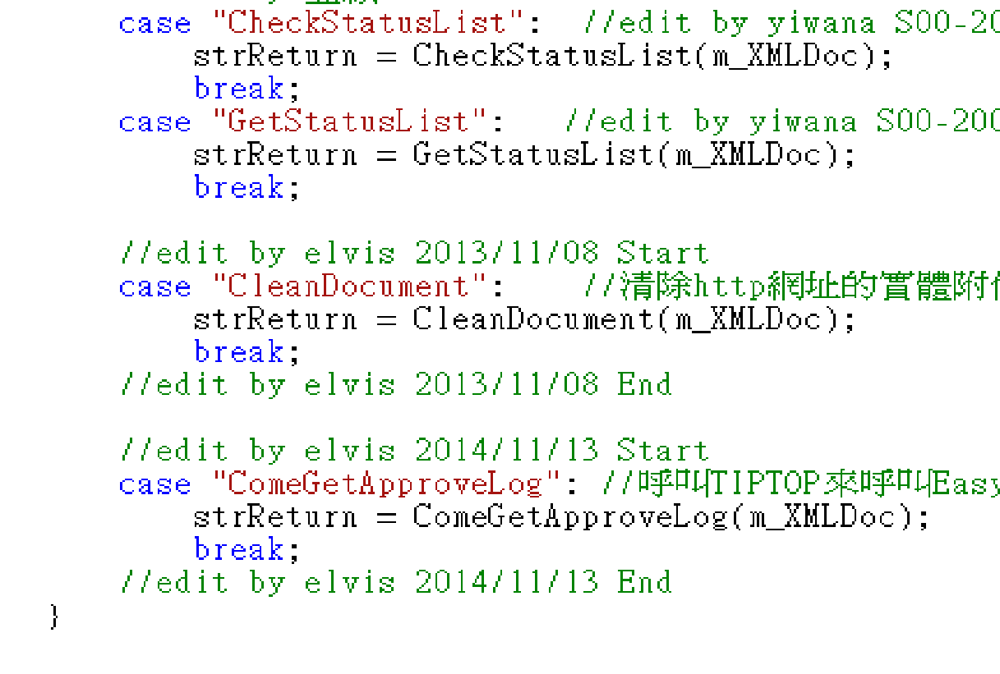 case "CheckStatusList":  //edit by yiwana S00-20
strReturn = CheckStatusList(m_XMLDoc);
break;
case "GetStatusList":   //edit by yiwana S00-200
strReturn = GetStatusList(m_XMLDoc);
break;
//edit by elvis 2013/11/08 Start
case "CleanDocument":    //清除http網址的實體附
strReturn = CleanDocument(m_XMLDoc);
break;
//edit by elvis 2013/11/08 End
//edit by elvis 2014/11/13 Start
case "ComeGetApproveLog": //呼叫TIPTOP來呼叫Easy
strReturn = ComeGetApproveLog(m_XMLDoc);
break;
//edit by elvis 2014/11/13 End
}